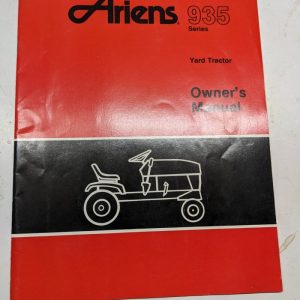 Ariens 935
Series
Yard Tractor
Owner's
Manual